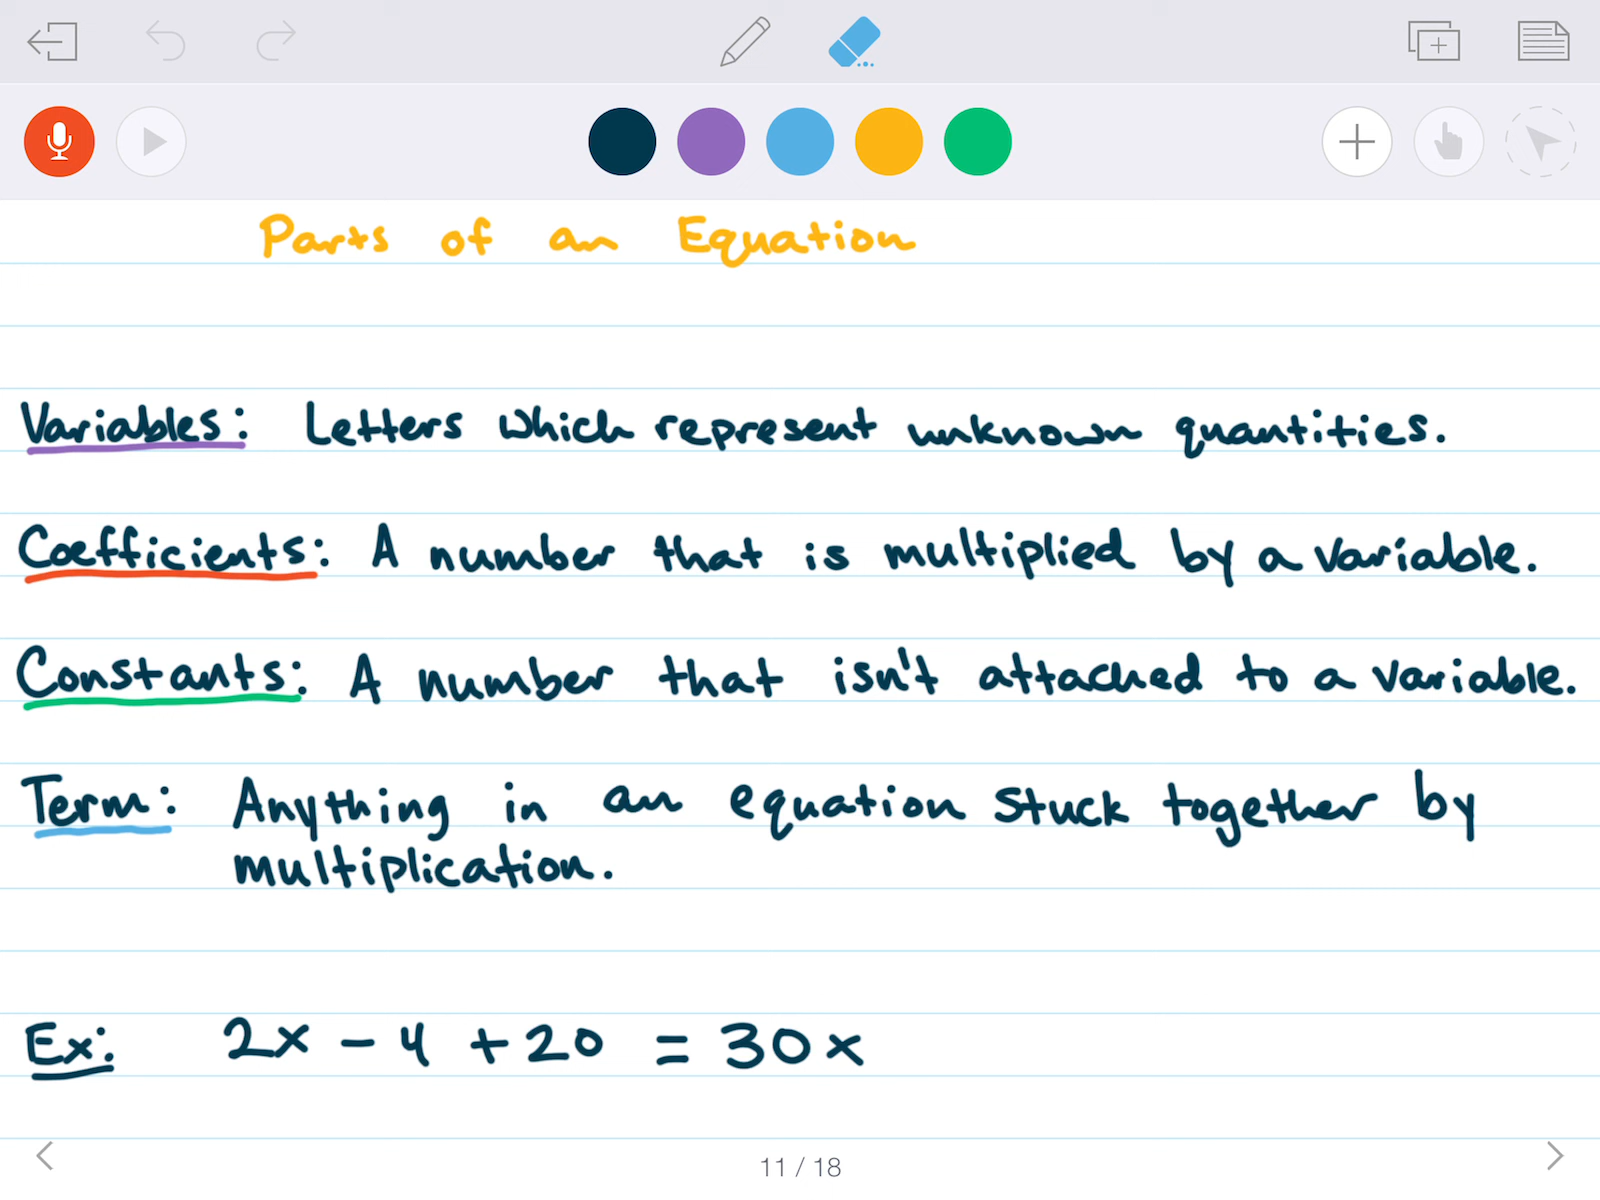 Parts of an Equation
Variables: Letters which represent unknown quantities.
Coefficients: A number that is multiplied by a variable.
Constants: A number that isn't attached to a variable.
Term: Anything in an equation stuck together by
multiplication.
Ex: 2x - 4 + 20 = 30x
11 / 18